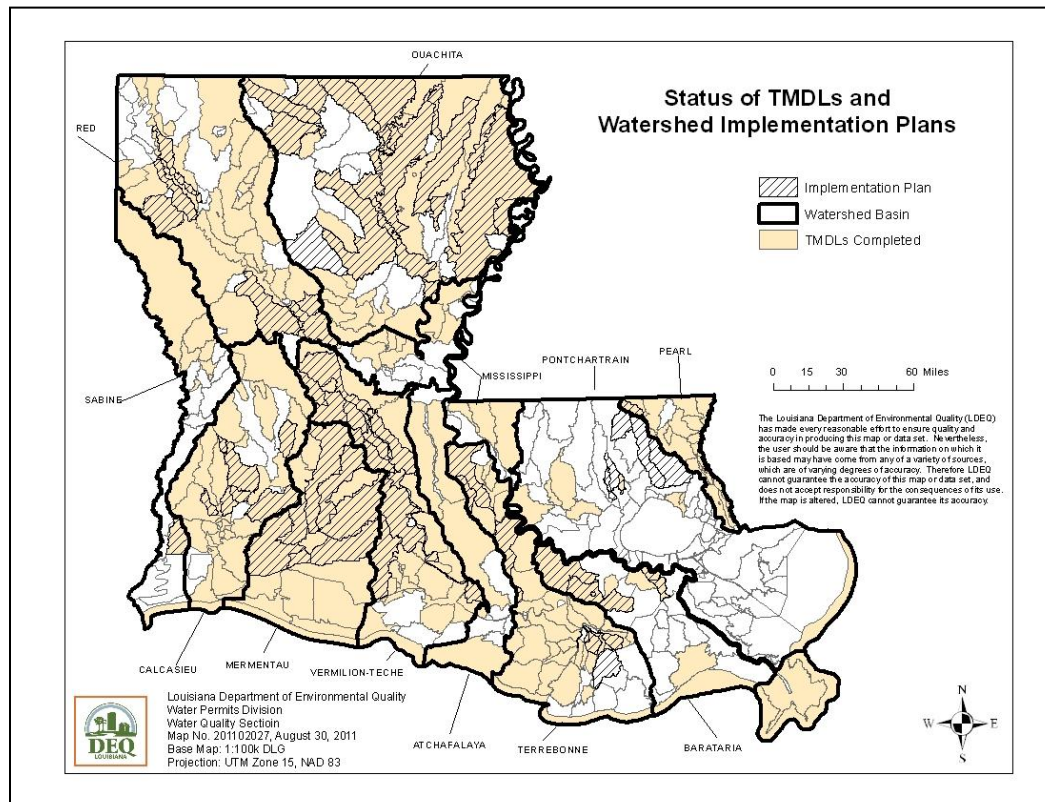 OUACHITA
Status of TMDLs and
Watershed Implementation Plans
RED
Implementation Plan
Watershed Basin
TMDLs Completed
PEARL
PONTCHARTRAIN
MISSISSIPPI
0 15 30 60 Miles
SABINE
The Louisiana Department of Environmental Quality (LDEQ)
has made every reasonable effort to ensure quality and
accuracy in producing this map or data set. Nevertheless,
the user should be aware that the information on which it
is based may have come from any of a variety of sources,
which are of varying degrees of accuracy. Therefore LDEQ
cannot guarantee the accuracy of this map or data set, and
does not accept responsibility for the consequences of its use.
If the map is altered, LDEQ cannot guarantee its accuracy.
CALCASIEU
MERMENTAU
VERMILION-TECHE
ATCHAFALAYA
TERREBONNE
BARATARIA
DEQ
LOUISIANA
Louisiana Department of Environmental Quality
Water Permits Division
Water Quality Sectioin
Map No. 201102027, August 30, 2011
Base Map: 1:100k DLG
Projection: UTM Zone 15, NAD 83
N
W E
S